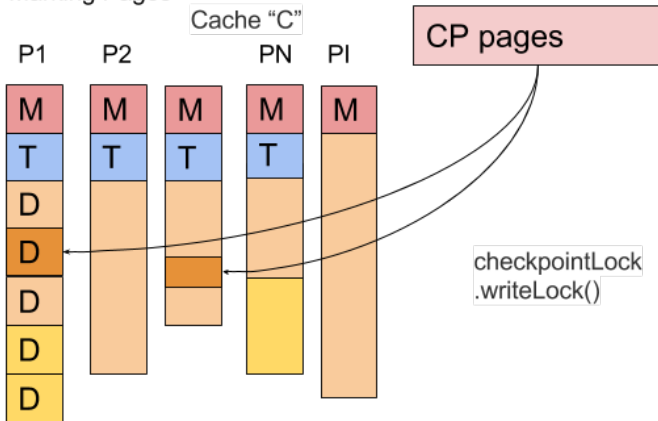 Cache “C”
CP pages
P1 P2 PN PI
M M M M M
T T T T
D
D
D
D
D
checkpointLock
.writeLock()